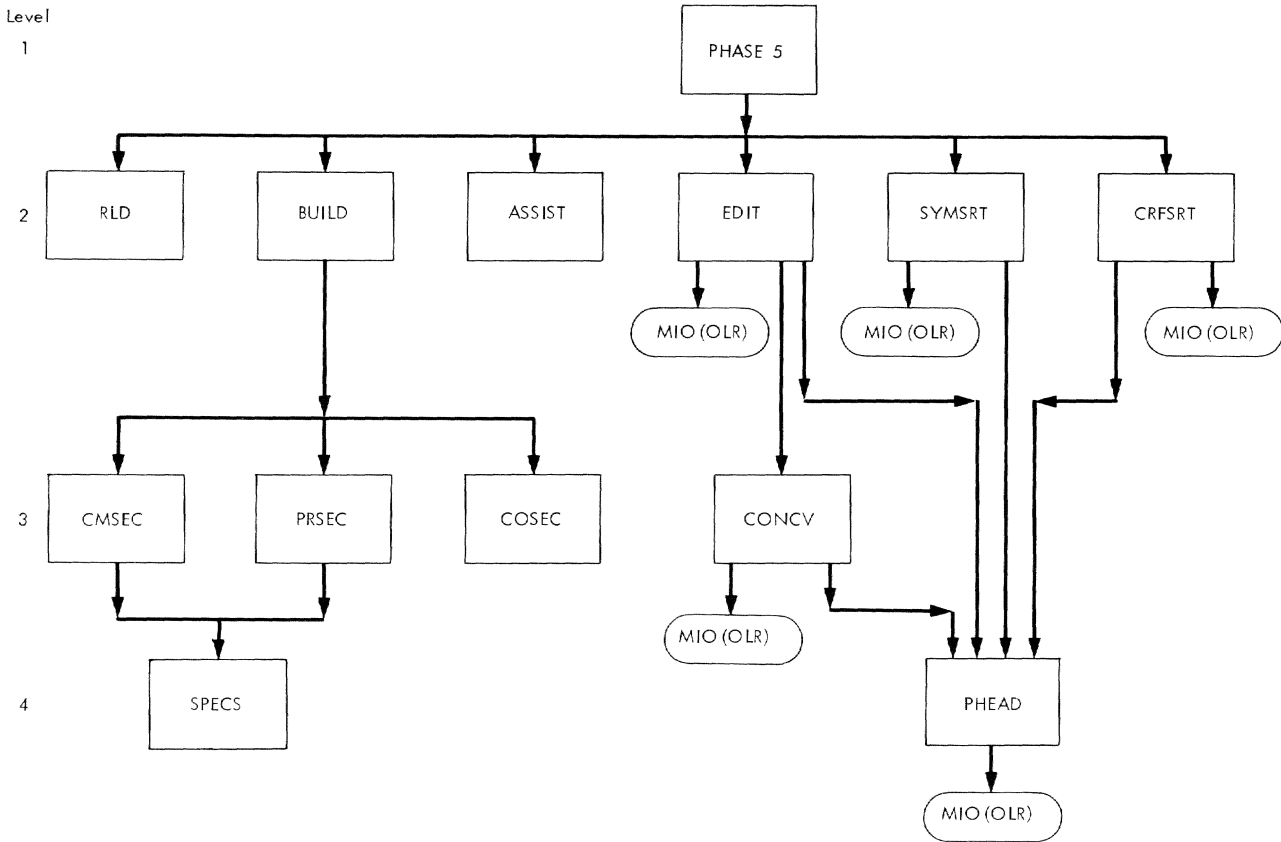 Level
1
PHASE 5
2
RLD
BUILD
ASSIST
EDIT
SYMSRT
CRFSRT
MIO (OLR)
MIO (OLR)
MIO (OLR)
3
CMSEC
PRSEC
COSEC
CONCV
MIO (OLR)
4
SPECS
PHEAD
MIO (OLR)